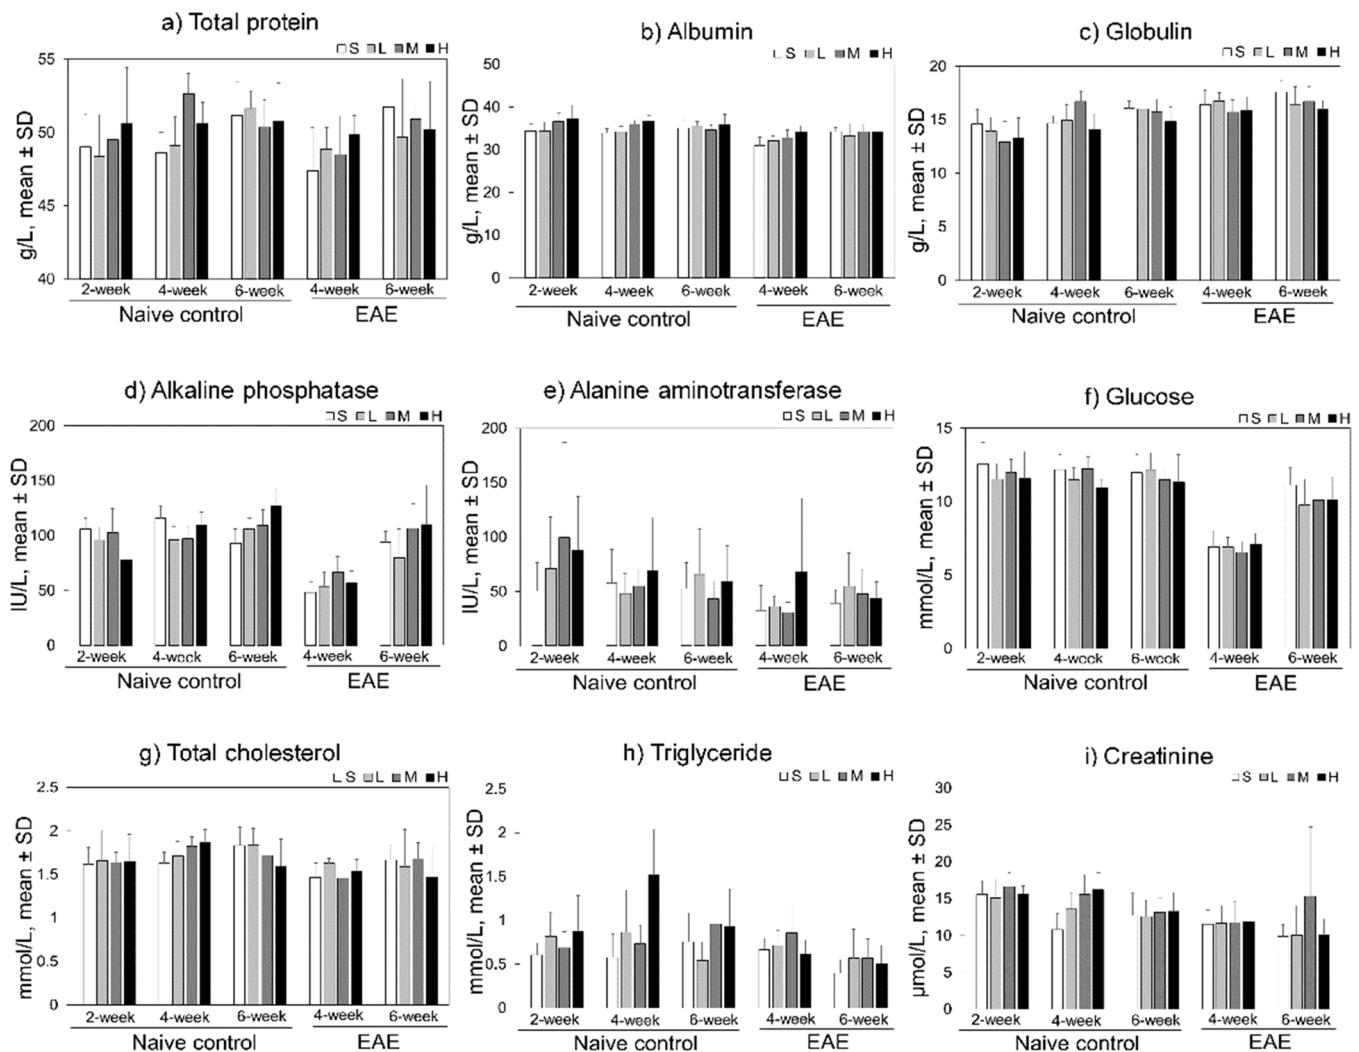 a) Total protein
S L M H
g/L, mean ± SD
55
50
45
40
2-week 4-week 6-week 4-week 6-week
Naive control EAE
b) Albumin
S L M H
g/L, mean ± SD
50
40
30
20
10
0
2-week 4-week 6-week 4-week 6-week
Naive control EAE
c) Globulin
S L M H
g/L, mean ± SD
20
15
10
5
0
2-week 4-week 6-week 4-week 6-week
Naive control EAE
d) Alkaline phosphatase
S L M H
IU/L, mean ± SD
200
150
100
50
0
2-week 4-week 6-week 4-week 6-week
Naive control EAE
e) Alanine aminotransferase
S L M H
IU/L, mean ± SD
200
150
100
50
0
2-week 4-week 6-week 4-week 6-week
Naive control EAE
f) Glucose
S L M H
mmol/L, mean ± SD
15
10
5
0
2-week 4-week 6-week 4-week 6-week
Naive control EAE
g) Total cholesterol
S L M H
mmol/L, mean ± SD
2.5
2
1.5
1
0.5
0
2-week 4-week 6-week 4-week 6-week
Naive control EAE
h) Triglyceride
S L M H
mmol/L, mean ± SD
2.5
2
1.5
1
0.5
0
2-week 4-week 6-week 4-week 6-week
Naive control EAE
i) Creatinine
S L M H
µmol/L, mean ± SD
30
25
20
15
10
5
0
2-week 4-week 6-week 4-week 6-week
Naive control EAE